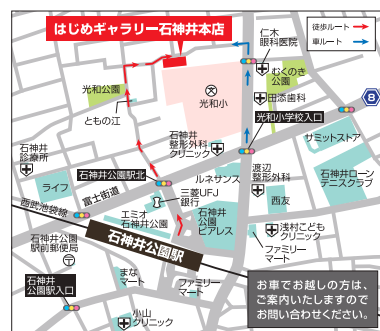 はじめギャラリー石神井本店
徒歩ルート
車ルート
仁木
眼科医院
むくのき
公園
田添歯科
光和公園
光和小
ともの江
光和小学校入口
8
石神井
整形外科
クリニック
サミットストア
石神井
診療所
石神井公園駅北
渡辺
整形外科
石神井ローン
テニスクラブ
ルネサンス
ライフ
富士街道
三菱UFJ
銀行
西友
西武池袋線
エミオ
石神井公園
石神井
公園
ピアレス
浅村こども
クリニック
石神井公園駅
石神井公園
駅前郵便局
ファミリー
マート
まな
マート
石神井
公園駅入口
ファミリー
マート
小山
クリニック
お車でお越しの方は、
ご案内いたしますので
お問い合わせください。